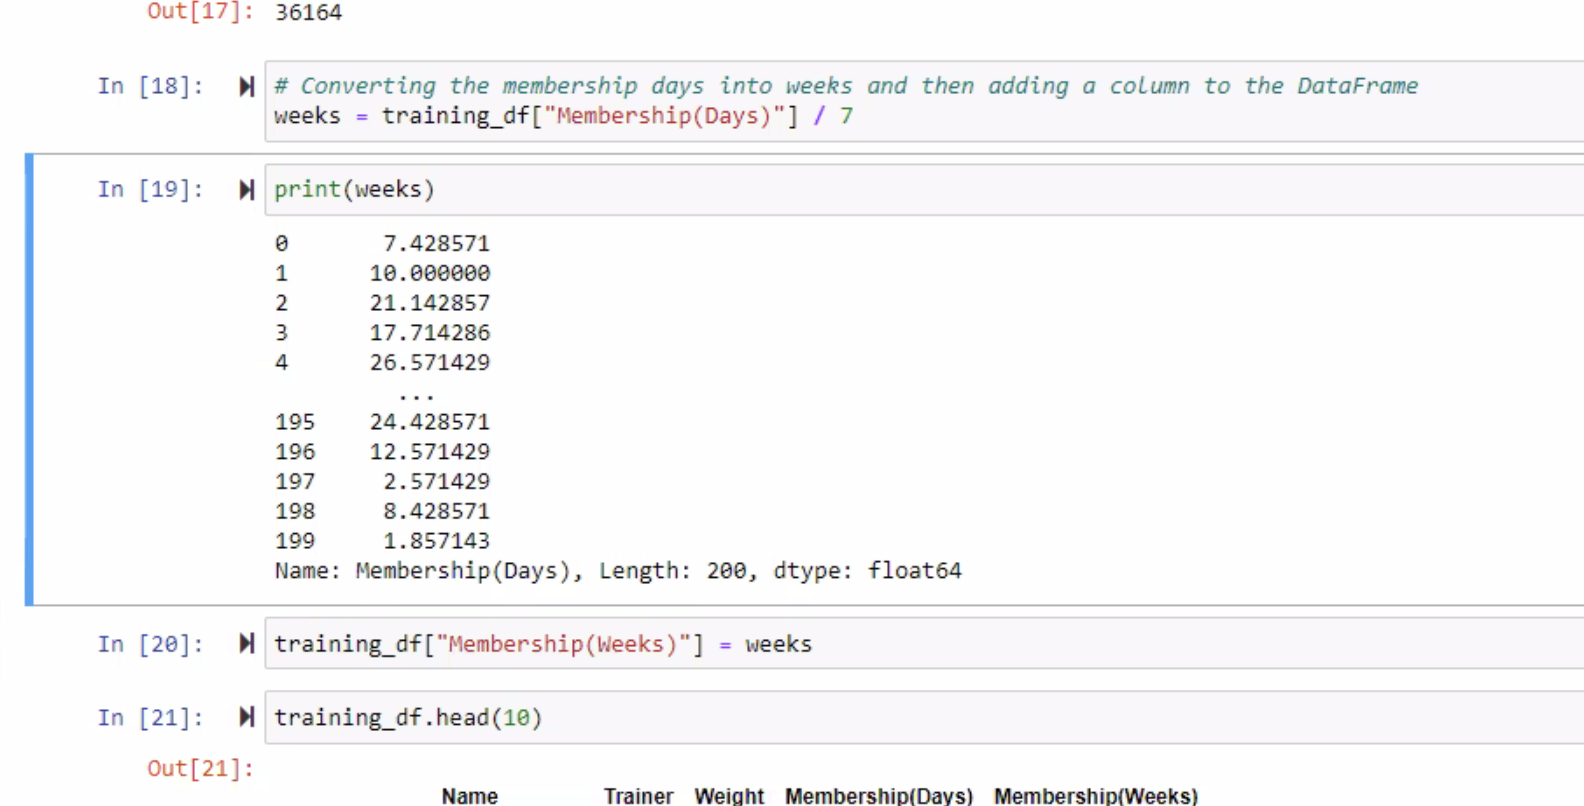 Out[17]: 36164
In [18]: # Converting the membership days into weeks and then adding a column to the DataFrame
weeks = training_df["Membership(Days)"] / 7
In [19]: print(weeks)
0 7.428571
1 10.000000
2 21.142857
3 17.714286
4 26.571429
...
195 24.428571
196 12.571429
197 2.571429
198 8.428571
199 1.857143
Name: Membership(Days), Length: 200, dtype: float64
In [20]: training_df["Membership(Weeks)"] = weeks
In [21]: training_df.head(10)
Out[21]:
Name Trainer Weight Membership(Days) Membership(Weeks)